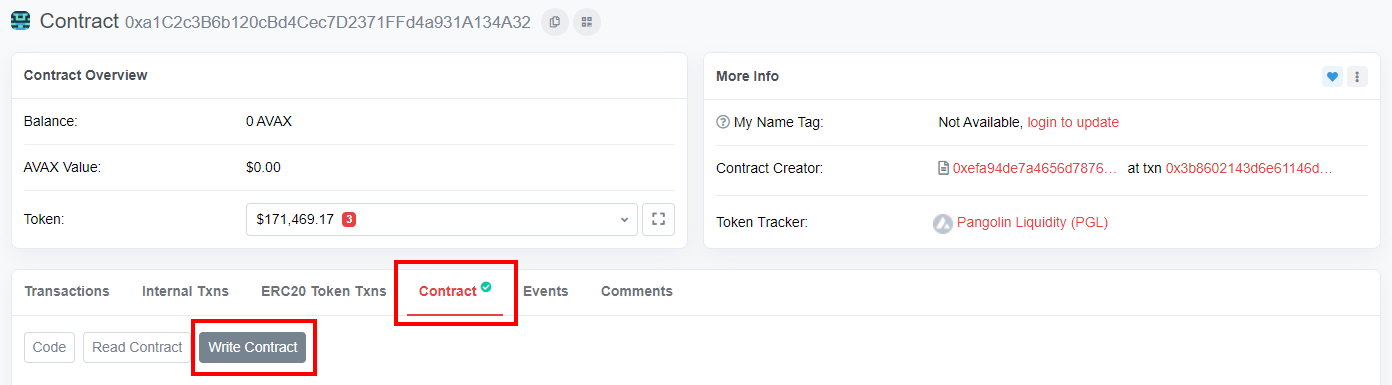 Contract 0xa1C2c3B6b120cBd4Cec7D2371FFd4a931A134A32
Contract Overview
Balance: 0 AVAX
AVAX Value: $0.00
Token: $171,469.17 3
More Info
My Name Tag: Not Available, login to update
Contract Creator: 0xefa94de7a4656d7876... at txn 0x3b8602143d6e61146d...
Token Tracker: Pangolin Liquidity (PGL)
Transactions Internal Txns ERC20 Token Txns Contract Events Comments
Code Read Contract Write Contract